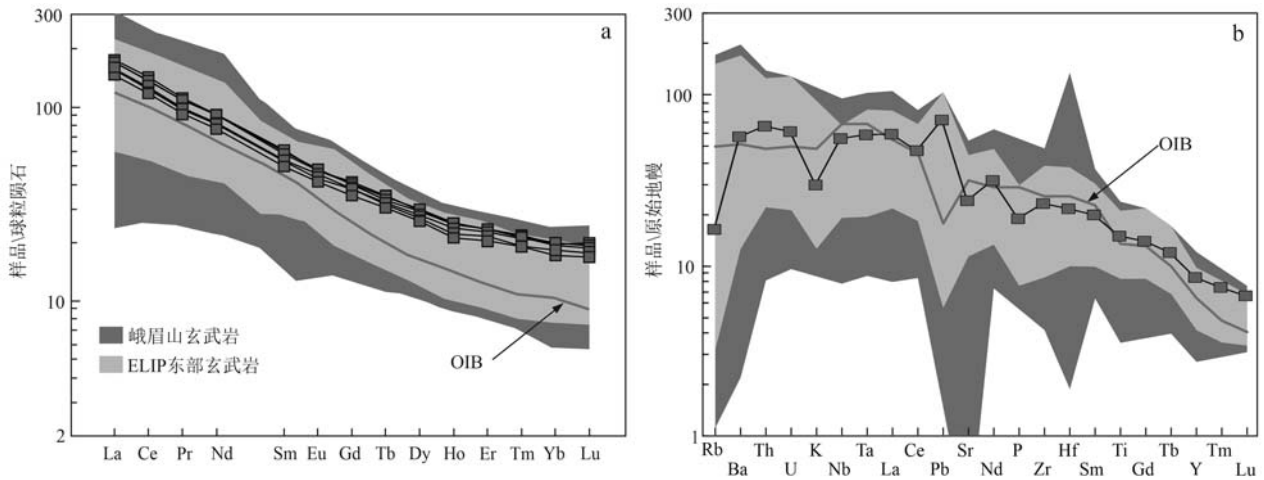 300
a
100
样品\球粒陨石
10
峨眉山玄武岩
ELIP东部玄武岩
OIB
2
La Ce Pr Nd Sm Eu Gd Tb Dy Ho Er Tm Yb Lu
300
b
100
样品\原始地幔
OIB
10
1
Rb Th K Ta Ce Sr P Hf Ti Tb Tm
Ba U Nb La Pb Nd Zr Sm Gd Y Lu